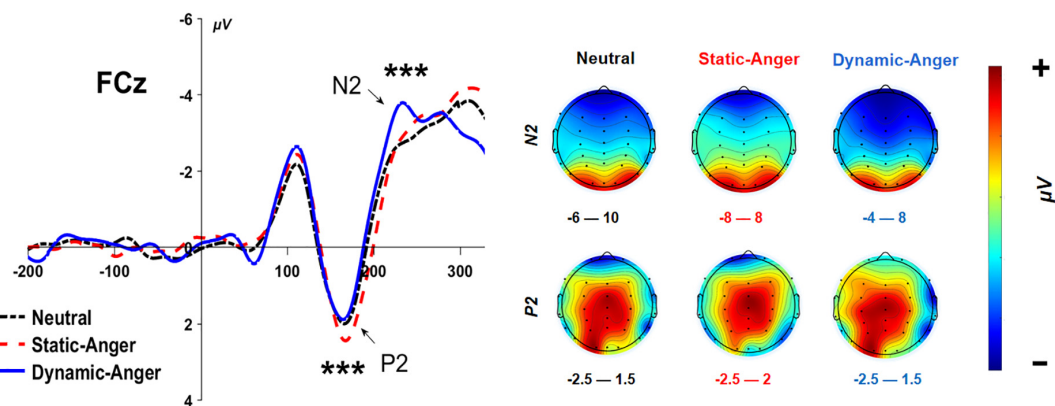 -6
μV
FCz
-4
N2
***
-2
0
-200
-100
100
200
300
2
***
P2
4
Neutral
Static-Anger
Dynamic-Anger
Neutral
Static-Anger
Dynamic-Anger
N2
-6 — 10
-8 — 8
-4 — 8
P2
-2.5 — 1.5
-2.5 — 2
-2.5 — 1.5
+
μV
−